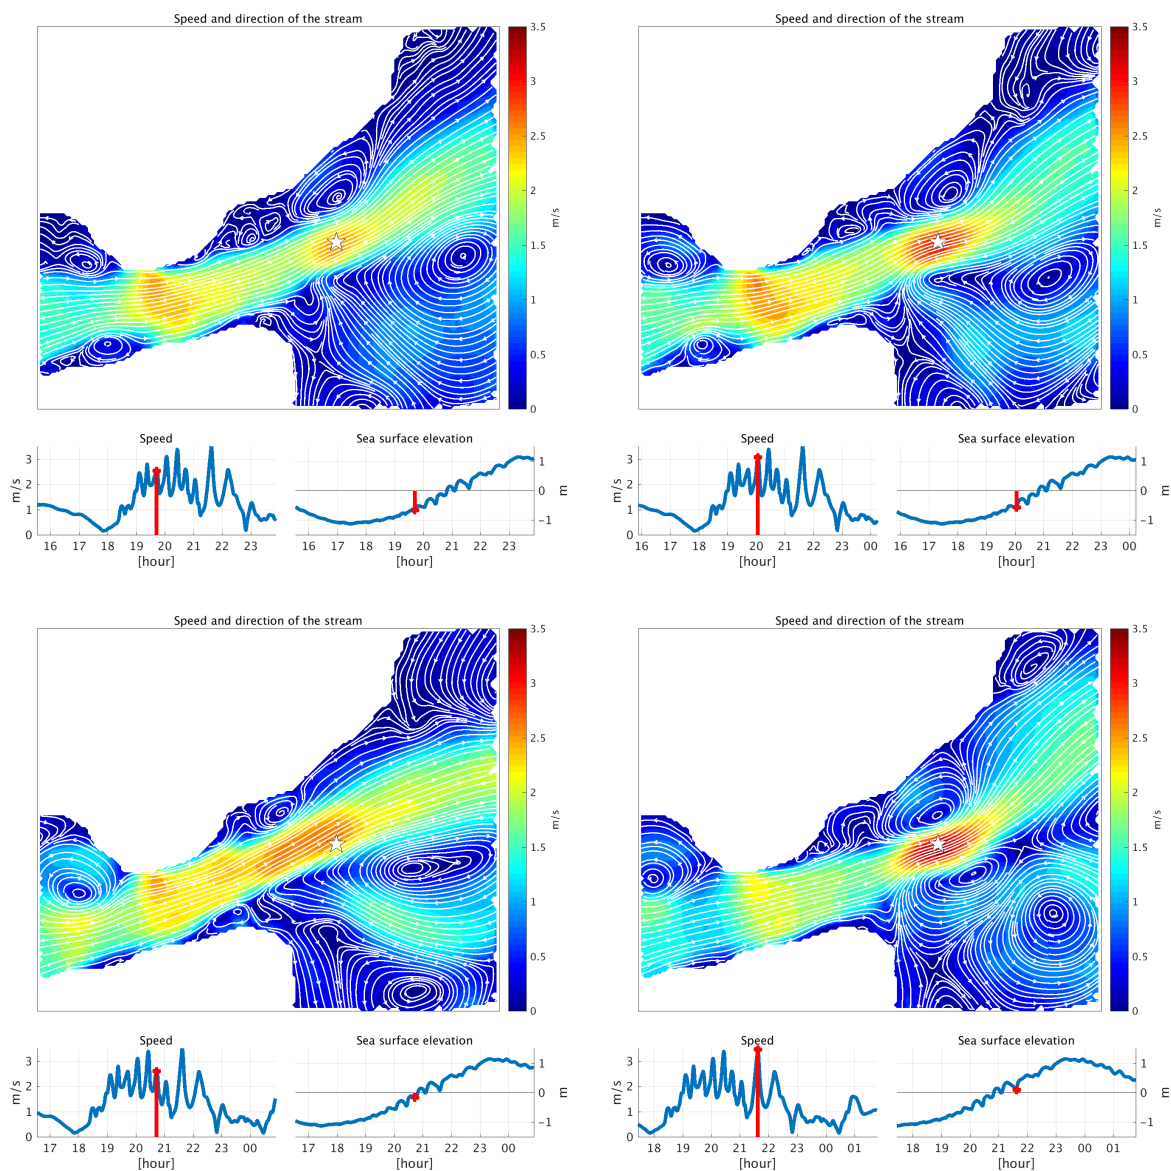 Speed and direction of the stream
3.5
3
2.5
2
1.5
1
0.5
0
m/s
Speed
3
2
1
0
m/s
16 17 18 19 20 21 22 23
[hour]
Sea surface elevation
1
0
−1
m
16 17 18 19 20 21 22 23
[hour]
Speed and direction of the stream
3.5
3
2.5
2
1.5
1
0.5
0
m/s
Speed
3
2
1
0
m/s
16 17 18 19 20 21 22 23 00
[hour]
Sea surface elevation
1
0
−1
m
16 17 18 19 20 21 22 23 00
[hour]
Speed and direction of the stream
3.5
3
2.5
2
1.5
1
0.5
0
m/s
Speed
3
2
1
0
m/s
17 18 19 20 21 22 23 00
[hour]
Sea surface elevation
1
0
−1
m
17 18 19 20 21 22 23 00
[hour]
Speed and direction of the stream
3.5
3
2.5
2
1.5
1
0.5
0
m/s
Speed
3
2
1
0
m/s
18 19 20 21 22 23 00 01
[hour]
Sea surface elevation
1
0
−1
m
18 19 20 21 22 23 00 01
[hour]